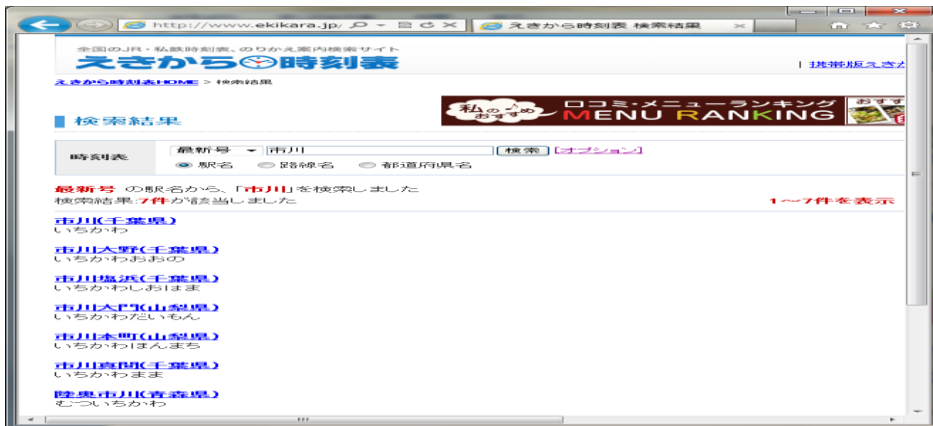 http://www.ekikara.jp/
えきから時刻表 検索結果
全国のJR・私鉄時刻表、のりかえ案内検索サイト
えきから時刻表
携帯版えきか
えきから時刻表HOME > 検索結果
私のおすすめ 口コミ・メニューランキング
MENU RANKING
おすす
検索結果
時刻表
最新号 市川 検索 [オプション]
駅名 路線名 都道府県名
最新号 の駅名から、「市川」を検索しました
検索結果:7件が該当しました
1～7件を表示
市川(千葉県)
いちかわ
市川大野(千葉県)
いちかわおおの
市川塩浜(千葉県)
いちかわしおはま
市川大門(山梨県)
いちかわだいもん
市川本町(山梨県)
いちかわほんまち
市川真間(千葉県)
いちかわまま
陸奥市川(青森県)
むついちかわ